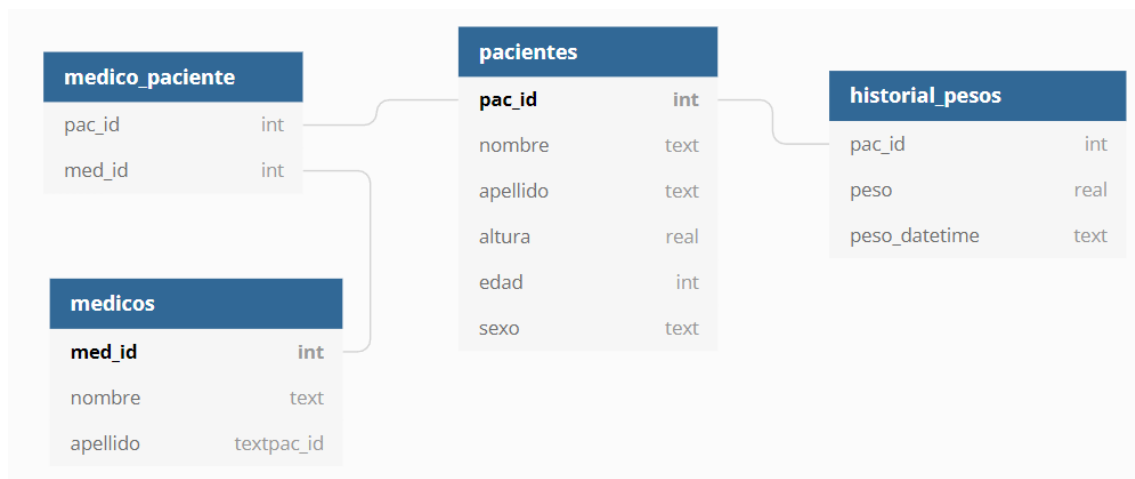 medico_paciente
pac_id int
med_id int
medicos
med_id int
nombre text
apellido textpac_id
pacientes
pac_id int
nombre text
apellido text
altura real
edad int
sexo text
historial_pesos
pac_id int
peso real
peso_datetime text